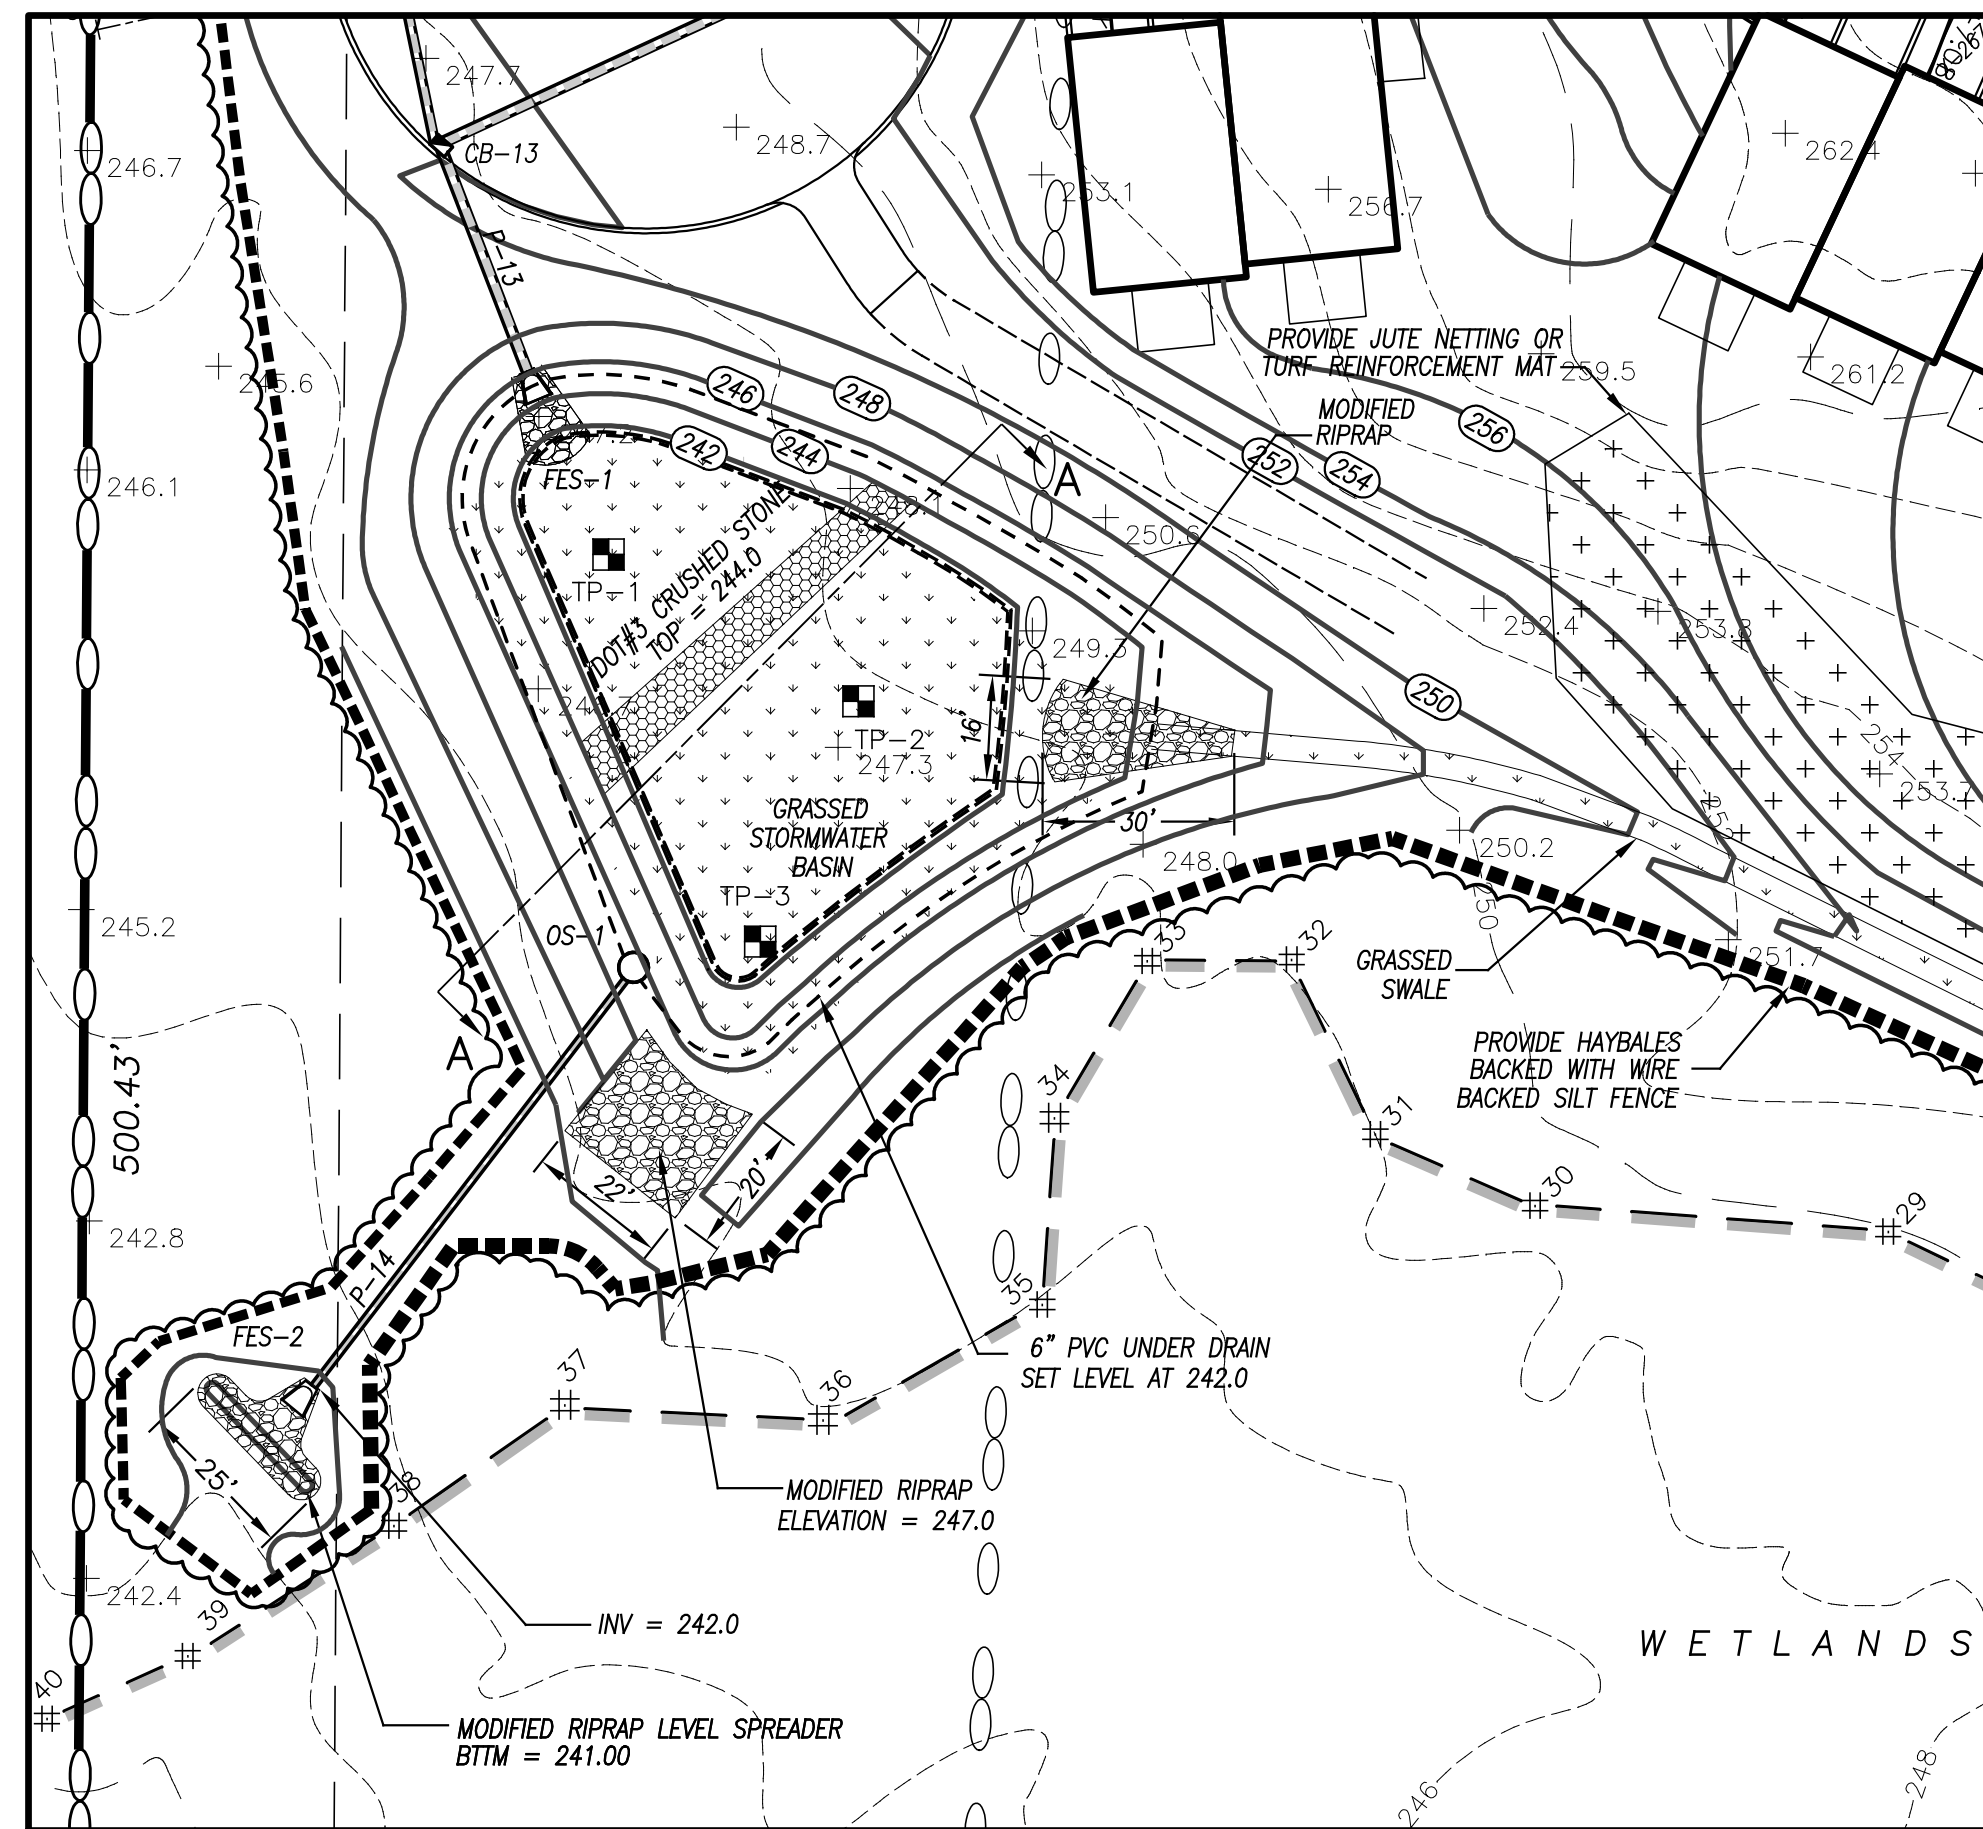 247.7
CB-13
248.7
246.7
253.1
256.7
262.4
P-13
PROVIDE JUTE NETTING OR
TURF REINFORCEMENT MAT
259.5
261.2
245.6
246
248
MODIFIED
RIPRAP
256
242
244
252
254
FES-1
A
246.1
250.6
DOT#3 CRUSHED STONE
TOP = 244.0
TP-1
252.4
253.8
249.3
250
16'
TP-2
247.3
254
253.7
252
GRASSED
STORMWATER
BASIN
30'
248.0
250.2
TP-3
250
245.2
OS-1
33
32
GRASSED
SWALE
251.7
A
PROVIDE HAYBALES
BACKED WITH WIRE
BACKED SILT FENCE
500.43'
34
31
22'
20'
30
29
242.8
P-14
35
FES-2
6" PVC UNDER DRAIN
SET LEVEL AT 242.0
37
36
25'
38
MODIFIED RIPRAP
ELEVATION = 247.0
242.4
39
INV = 242.0
WETLANDS
40
MODIFIED RIPRAP LEVEL SPREADER
BTTM = 241.00
246
248